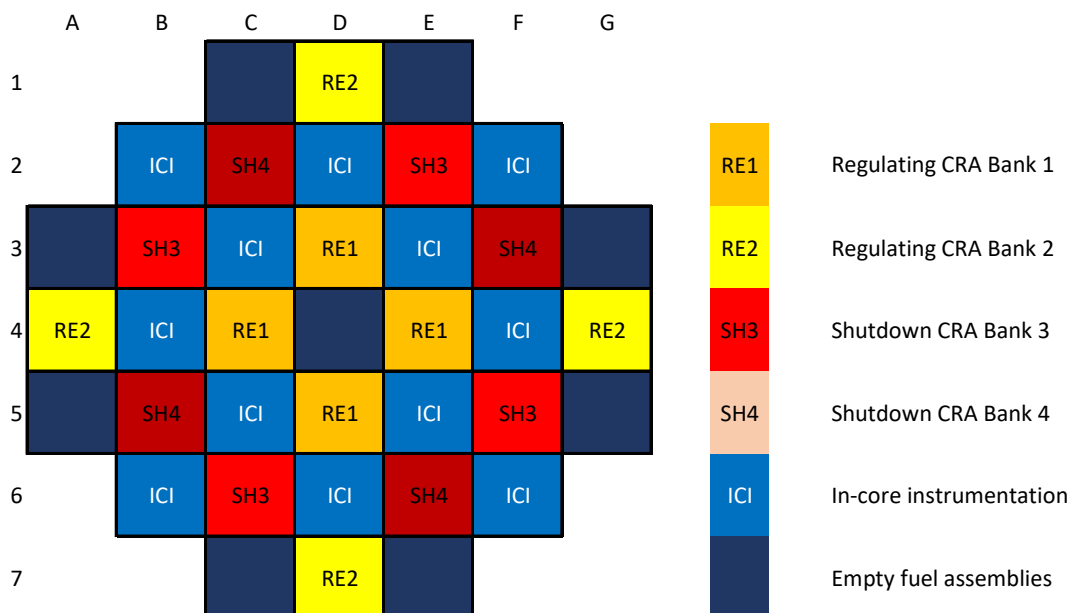 A B C D E F G
1 RE2
2 ICI SH4 ICI SH3 ICI RE1 Regulating CRA Bank 1
3 SH3 ICI RE1 ICI SH4 RE2 Regulating CRA Bank 2
4 RE2 ICI RE1 RE1 ICI RE2 SH3 Shutdown CRA Bank 3
5 SH4 ICI RE1 ICI SH3 SH4 Shutdown CRA Bank 4
6 ICI SH3 ICI SH4 ICI ICI In-core instrumentation
7 RE2 Empty fuel assemblies